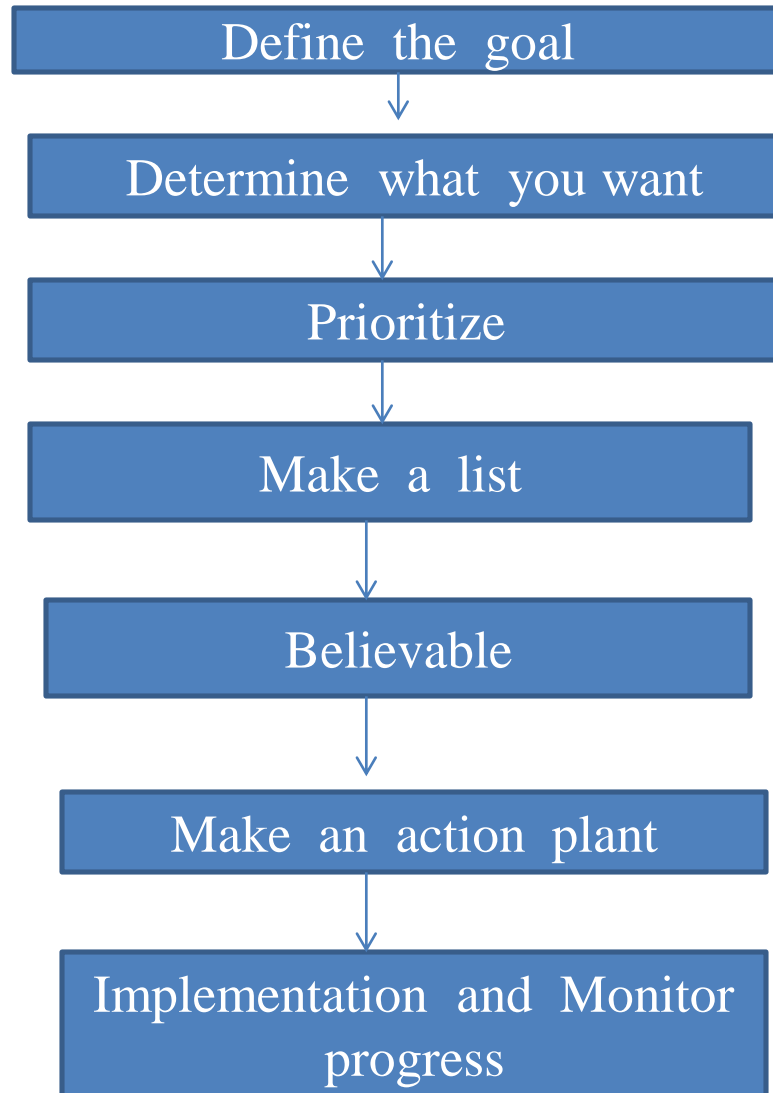 Define the goal
Determine what you want
Prioritize
Make a list
Believable
Make an action plant
Implementation and Monitor
progress